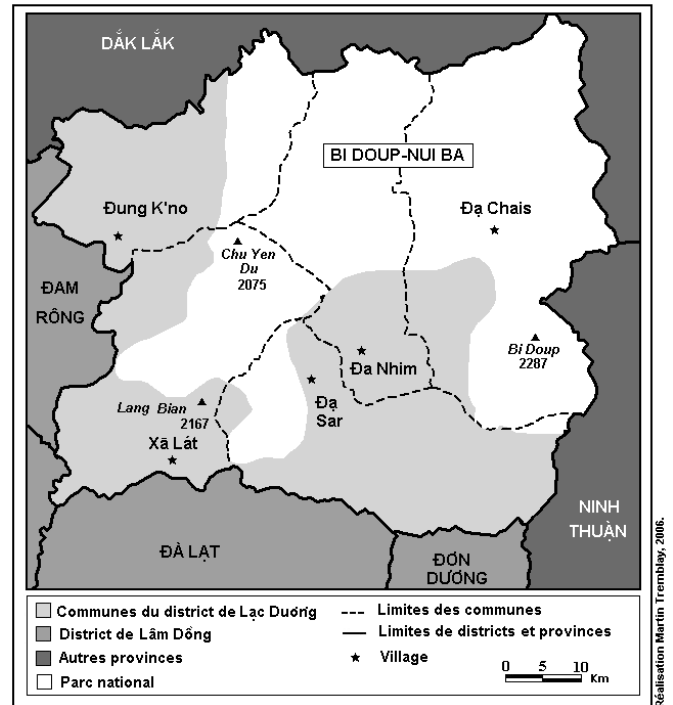 DẮK LẮK
BI DOUP-NUI BA
Đung K'no
Đạ Chais
Chu Yen
Du
2075
ĐAM
RÔNG
Bi Doup
2287
Đa Nhim
Lang Bian
2167
Đạ
Sar
Xã Lát
NINH
THUẬN
ĐÀ LẠT
ĐƠN
DƯƠNG
Communes du district de Lạc Duơng
District de Lâm Dồng
Autres provinces
Parc national
Limites des communes
Limites de districts et provinces
Village
0 5 10
Km
Réalisation Martin Tremblay, 2006.